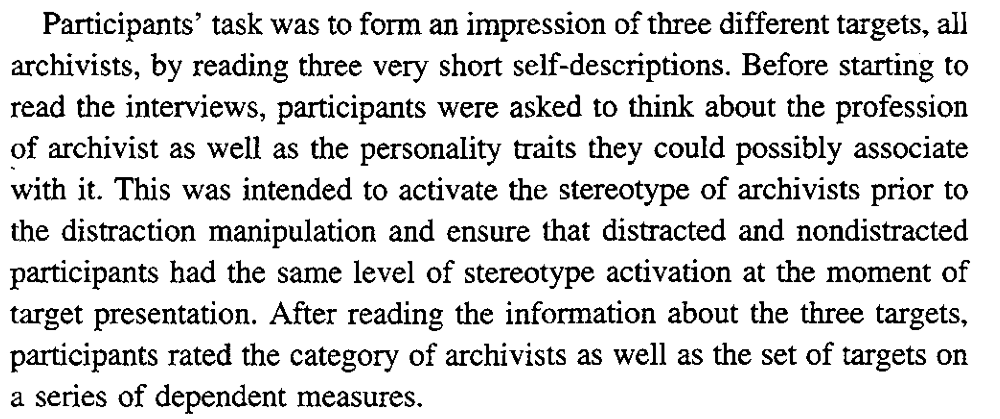 Participants' task was to form an impression of three different targets, all
archivists, by reading three very short self-descriptions. Before starting to
read the interviews, participants were asked to think about the profession
of archivist as well as the personality traits they could possibly associate
with it. This was intended to activate the stereotype of archivists prior to
the distraction manipulation and ensure that distracted and nondistracted
participants had the same level of stereotype activation at the moment of
target presentation. After reading the information about the three targets,
participants rated the category of archivists as well as the set of targets on
a series of dependent measures.